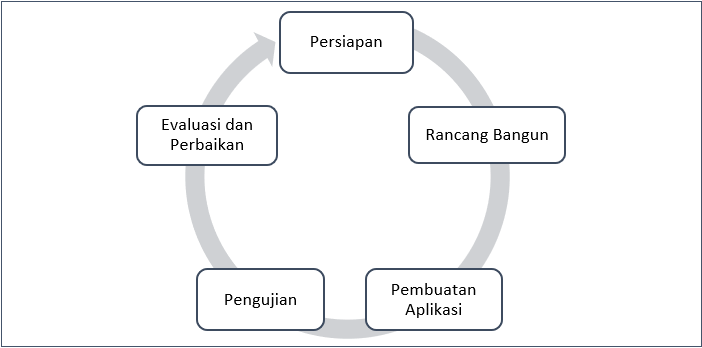 Persiapan
Rancang Bangun
Pembuatan
Aplikasi
Pengujian
Evaluasi dan
Perbaikan